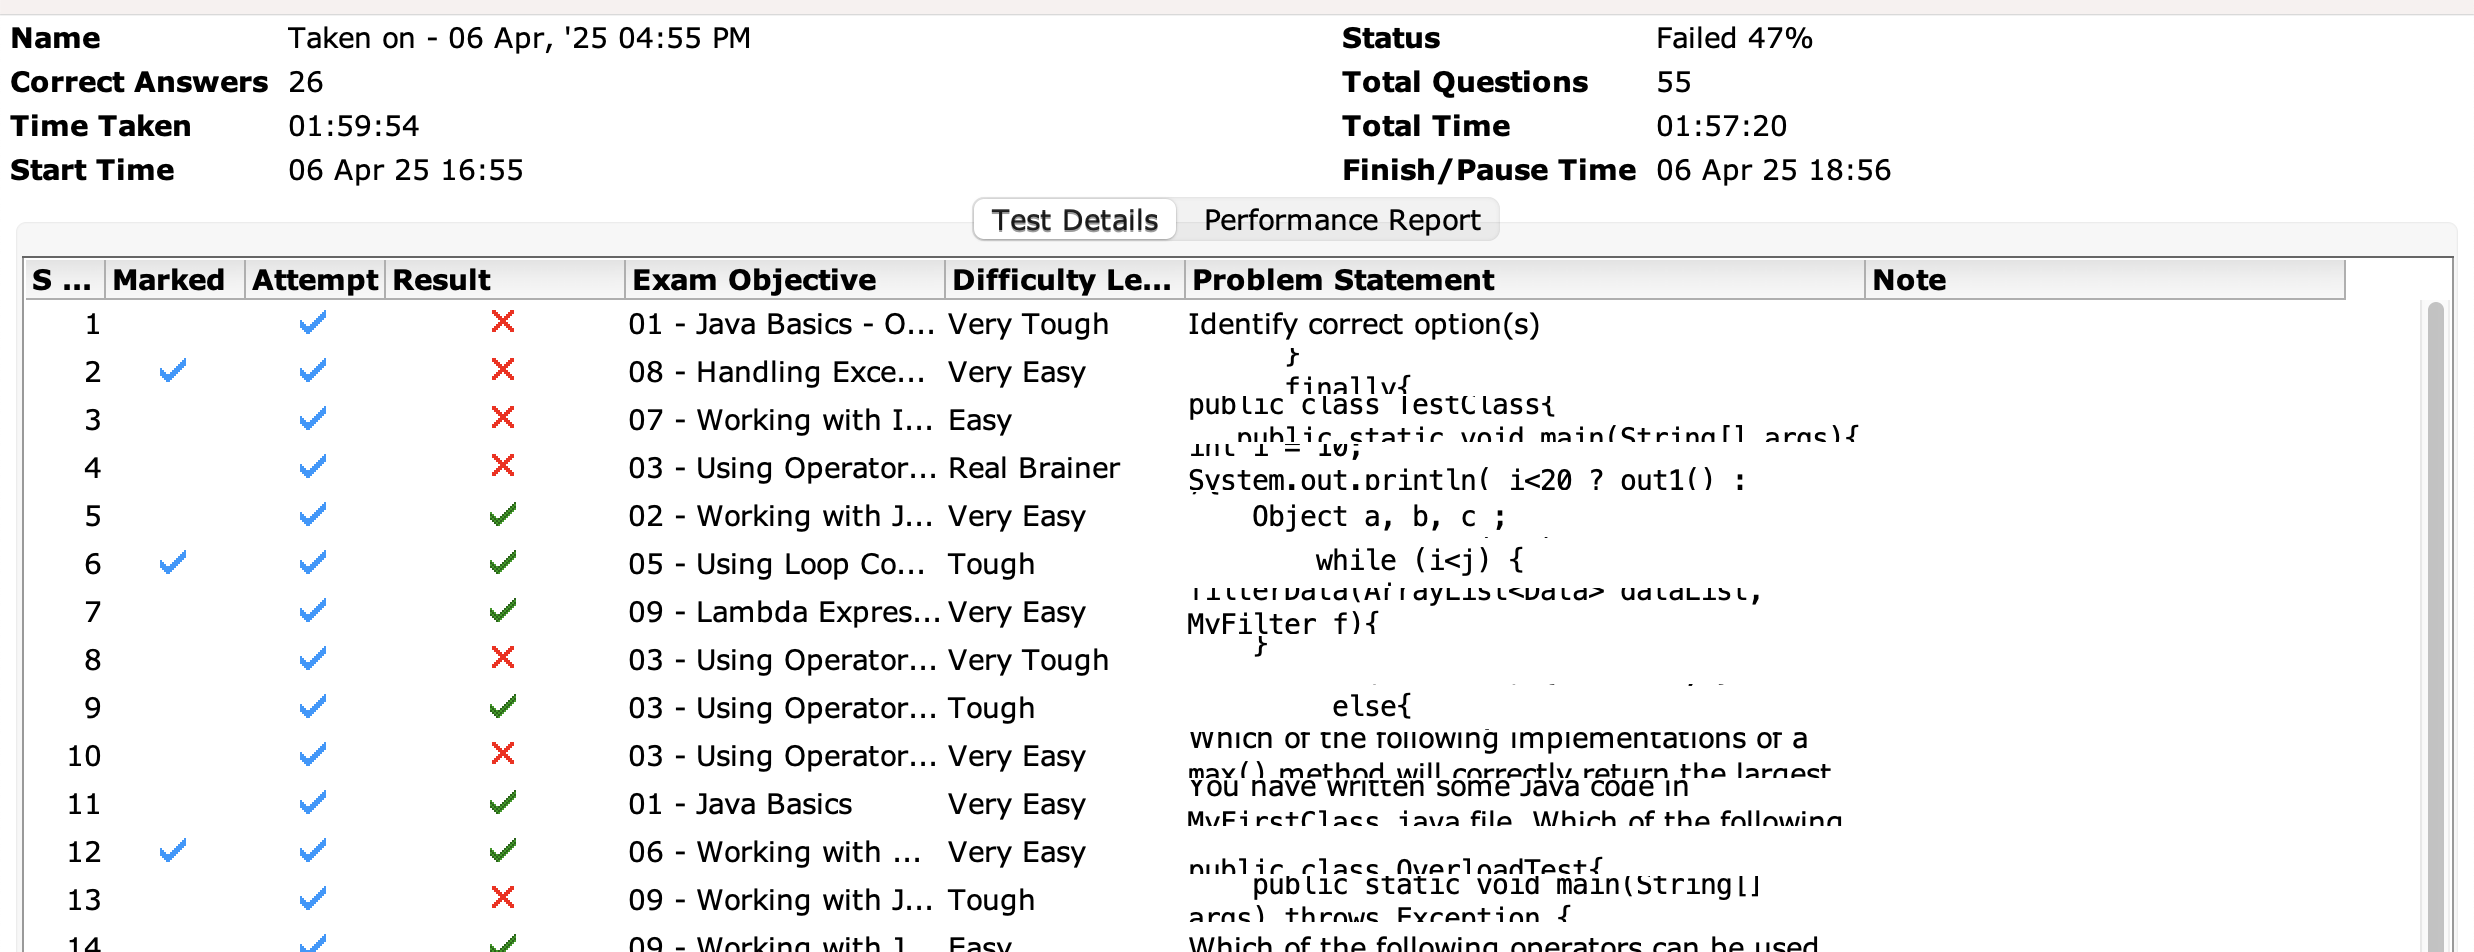 Name Taken on - 06 Apr, '25 04:55 PM Status Failed 47%
Correct Answers 26 Total Questions 55
Time Taken 01:59:54 Total Time 01:57:20
Start Time 06 Apr 25 16:55 Finish/Pause Time 06 Apr 25 18:56
Test Details Performance Report
S ... Marked Attempt Result Exam Objective Difficulty Le... Problem Statement Note
1 01 - Java Basics - O... Very Tough Identify correct option(s)
}
2 08 - Handling Exce... Very Easy
finally{
public class TestClass{
3 07 - Working with I... Easy
public static void main(String[] args){
int i = 10;
4 03 - Using Operator... Real Brainer
System.out.println( i<20 ? out1() :
5 02 - Working with J... Very Easy Object a, b, c ;
6 05 - Using Loop Co... Tough while (i<j) {
filterData(ArrayList<Data> dataList,
7 09 - Lambda Expres... Very Easy
MyFilter f){
}
8 03 - Using Operator... Very Tough
9 03 - Using Operator... Tough else{
Which of the following implementations of a
10 03 - Using Operator... Very Easy
max() method will correctly return the largest
You have written some Java code in
11 01 - Java Basics Very Easy
MyFirstClass.java file. Which of the following
12 06 - Working with ... Very Easy
public class OverloadTest{
public static void main(String[]
13 09 - Working with J... Tough
args) throws Exception {
14 09 - Working with J... Easy Which of the following operators can be used